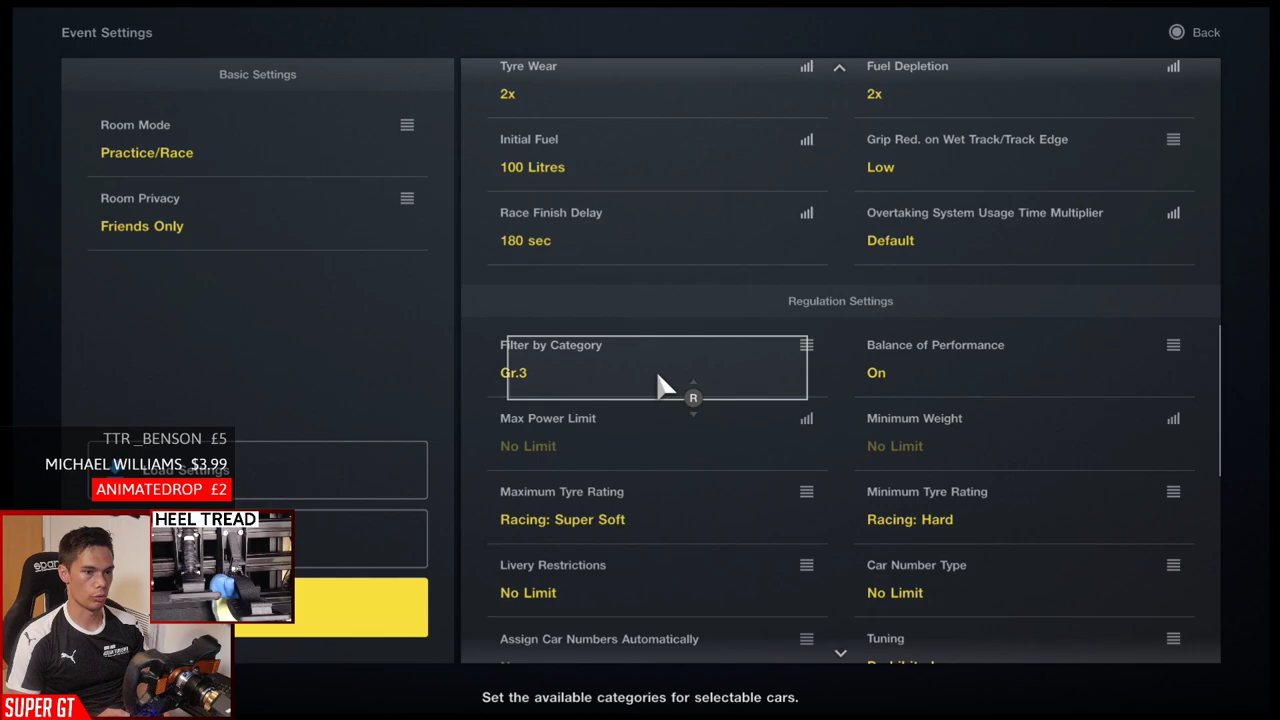 Event Settings
Back
Basic Settings
Room Mode
Practice/Race
Room Privacy
Friends Only
Load Settings
Tyre Wear
2x
Fuel Depletion
2x
Initial Fuel
100 Litres
Grip Red. on Wet Track/Track Edge
Low
Race Finish Delay
180 sec
Overtaking System Usage Time Multiplier
Default
Regulation Settings
Filter by Category
Gr.3
Balance of Performance
On
R
Max Power Limit
No Limit
Minimum Weight
No Limit
Maximum Tyre Rating
Racing: Super Soft
Minimum Tyre Rating
Racing: Hard
Livery Restrictions
No Limit
Car Number Type
No Limit
Assign Car Numbers Automatically
Tuning
Prohibited
Set the available categories for selectable cars.
TTR_BENSON £5
MICHAEL WILLIAMS $3.99
ANIMATEDROP £2
HEEL TREAD
SUPER GT